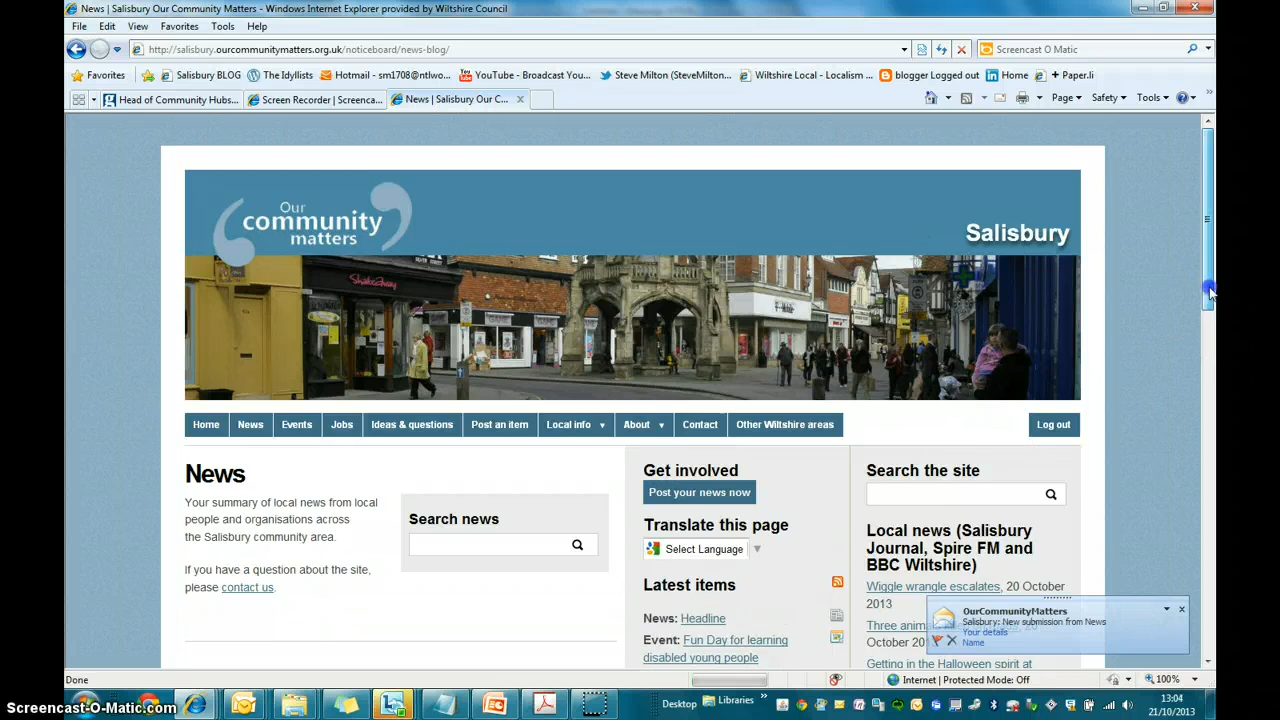 News | Salisbury Our Community Matters - Windows Internet Explorer provided by Wiltshire Council
File Edit View Favorites Tools Help
http://salisbury.ourcommunitymatters.org.uk/noticeboard/news-blog/
Screencast O Matic
Favorites Salisbury BLOG The Idyllists Hotmail - sm1708@ntlwo... YouTube - Broadcast You... Steve Milton (SteveMilton... Wiltshire Local - Localism ... blogger Logged out Home + Paper.li
Head of Community Hubs... Screen Recorder | Screenca... News | Salisbury Our C... Page Safety Tools
Our
community
matters
Salisbury
Home News Events Jobs Ideas & questions Post an item Local info About Contact Other Wiltshire areas Log out
News
Your summary of local news from local
people and organisations across
the Salisbury community area.
If you have a question about the site,
please contact us.
Search news
Get involved
Post your news now
Translate this page
Select Language
Latest items
News: Headline
Event: Fun Day for learning
disabled young people
Search the site
Local news (Salisbury
Journal, Spire FM and
BBC Wiltshire)
Wiggle wrangle escalates, 20 October
2013
Getting in the Halloween spirit at
OurCommunityMatters
Salisbury: New submission from News
Your details
Name
Done
Internet | Protected Mode: Off
100%
Desktop Libraries
13:04
21/10/2013
Screencast-O-Matic.com